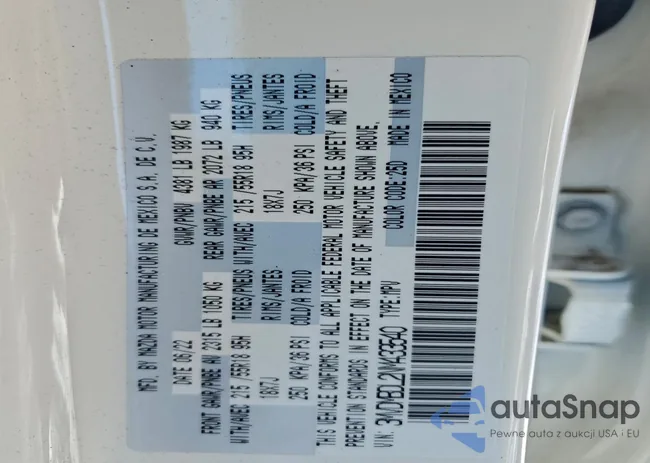 MFG. BY MAZDA MOTOR MANUFACTURING DE MEXICO S.A. DE C.V.
DATE 06/22 GVWR/PNBV 4381 LB 1987 KG
FRONT GAWR/PNBE AV 2315 LB 1050 KG REAR GAWR/PNBE AR 2072 LB 940 KG
WITH/AVEC 215 /55R18 95H TIRES/PNEUS WITH/AVEC 215 /55R18 95H TIRES/PNEUS
18X7J RIMS/JANTES 18X7J RIMS/JANTES
250 KPA/36 PSI COLD/A FROID 250 KPA/36 PSI COLD/A FROID
THIS VEHICLE CONFORMS TO ALL APPLICABLE FEDERAL MOTOR VEHICLE SAFETY AND THEFT
PREVENTION STANDARDS IN EFFECT ON THE DATE OF MANUFACTURE SHOWN ABOVE.
VIN: TYPE:MPV COLOR CODE:25D MADE IN MEXICO
autaSnap
Pewne auta z aukcji USA i EU